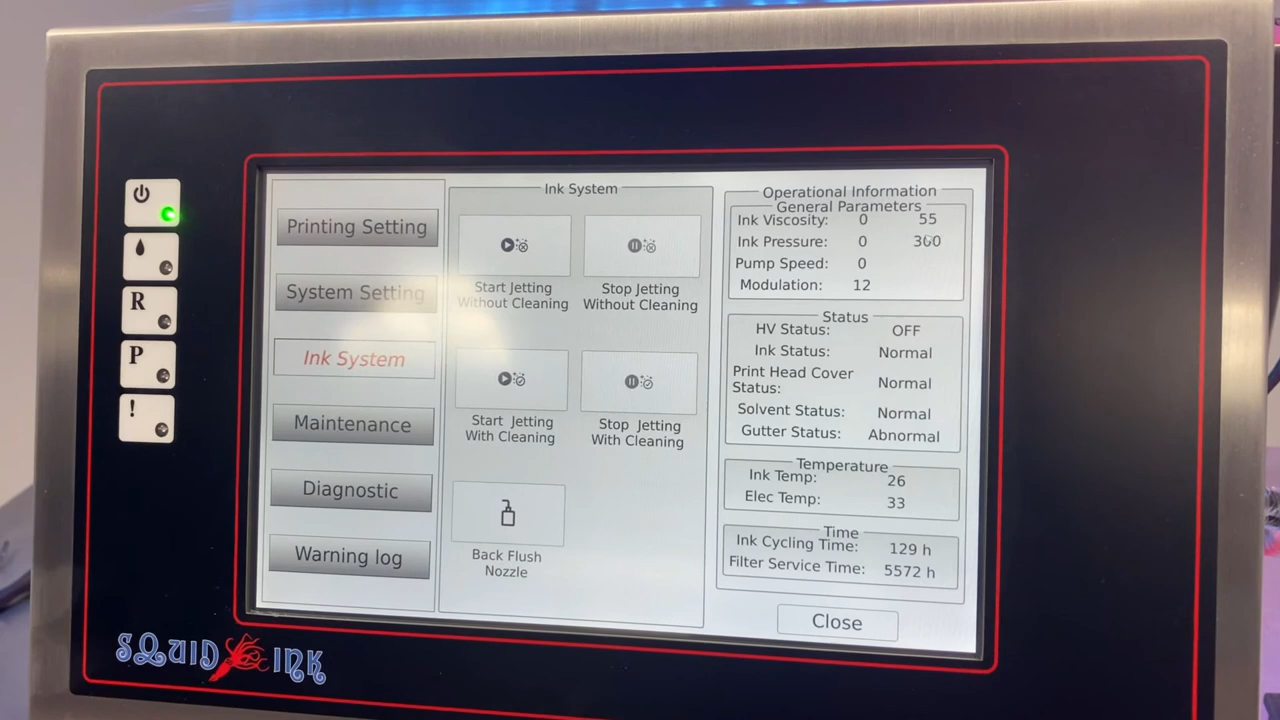 R
P
!
Printing Setting
System Setting
Ink System
Maintenance
Diagnostic
Warning log
Ink System
Start Jetting
Without Cleaning
Stop Jetting
Without Cleaning
Start Jetting
With Cleaning
Stop Jetting
With Cleaning
Back Flush
Nozzle
Operational Information
General Parameters
Ink Viscosity: 0 55
Ink Pressure: 0 360
Pump Speed: 0
Modulation: 12
Status
HV Status: OFF
Ink Status: Normal
Print Head Cover
Status: Normal
Solvent Status: Normal
Gutter Status: Abnormal
Temperature
Ink Temp: 26
Elec Temp: 33
Time
Ink Cycling Time: 129 h
Filter Service Time: 5572 h
Close
SQUID INK